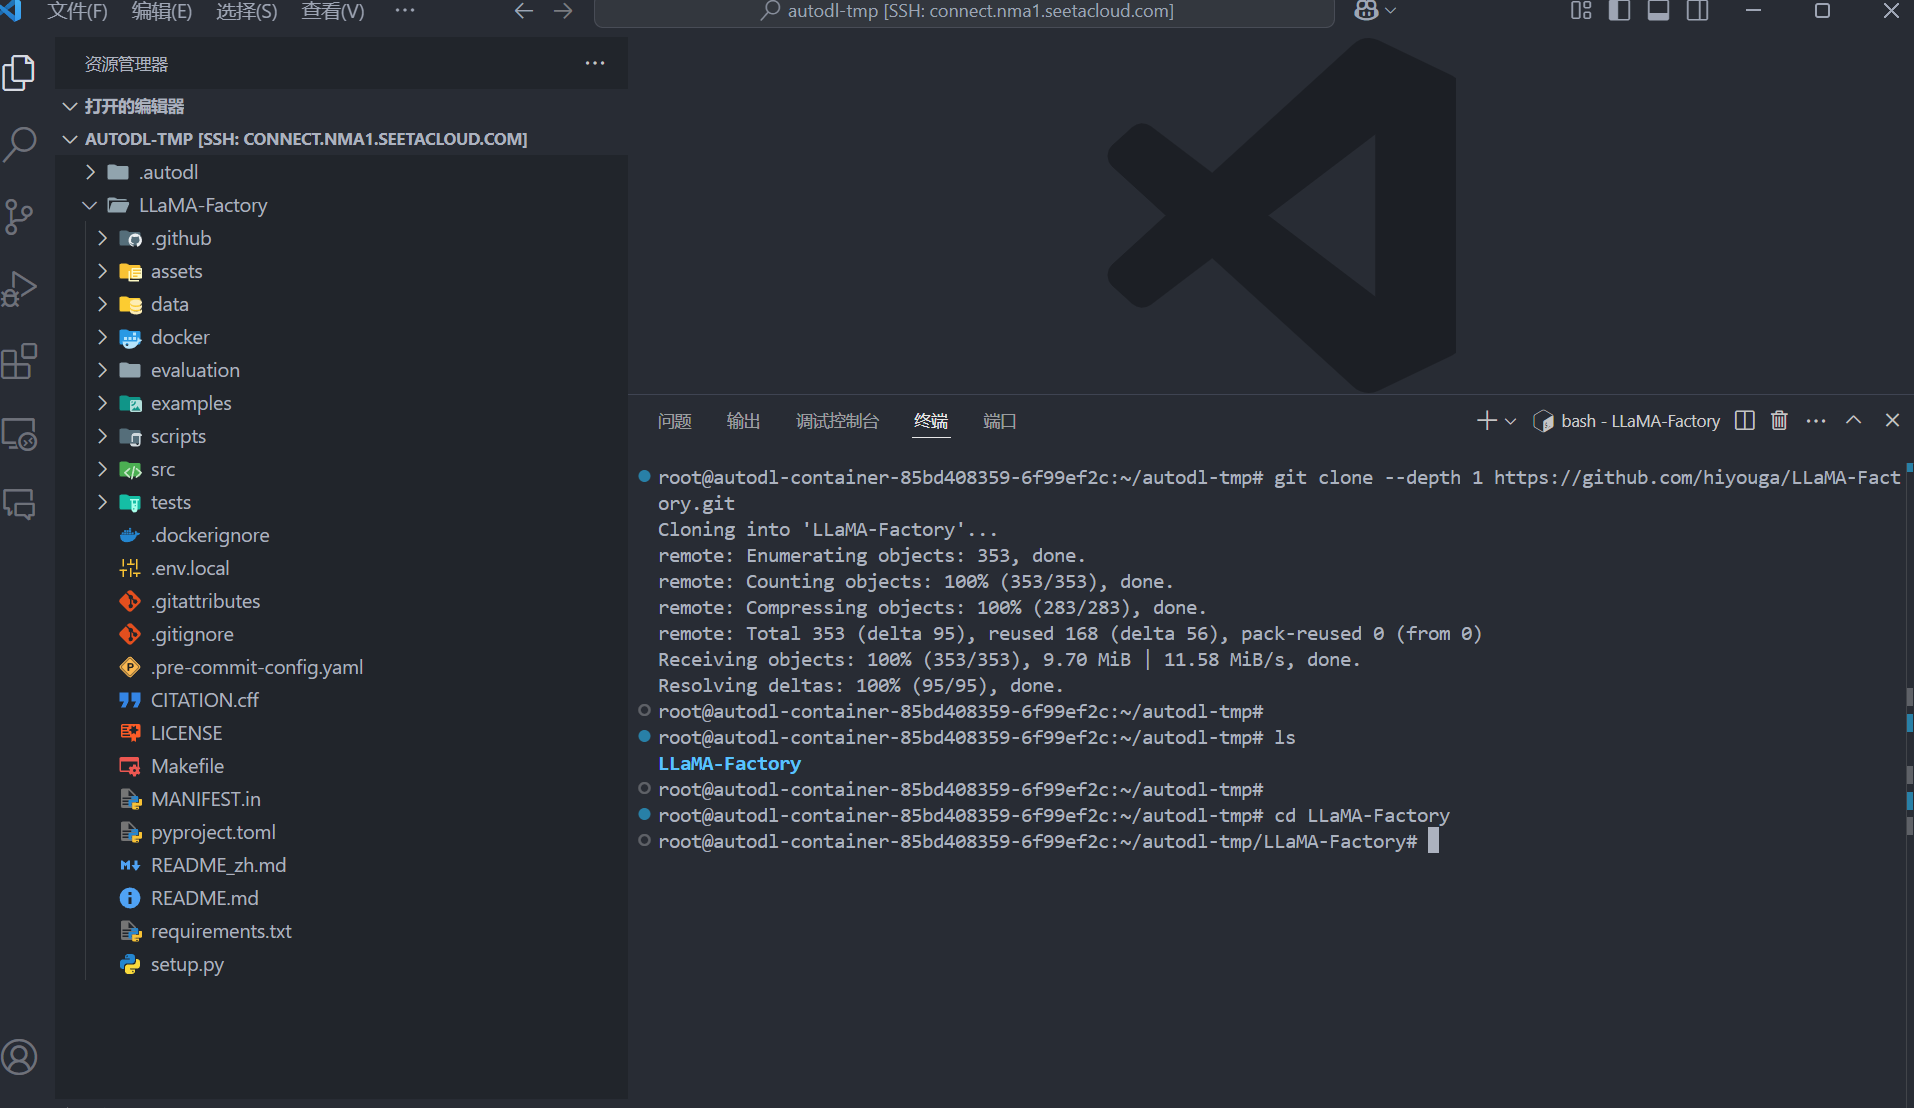 文件(F) 编辑(E) 选择(S) 查看(V) ···
autodl-tmp [SSH: connect.nma1.seetacloud.com]
资源管理器
打开的编辑器
AUTODL-TMP [SSH: CONNECT.NMA1.SEETACLOUD.COM]
.autodl
LLaMA-Factory
.github
assets
data
docker
evaluation
examples
scripts
src
tests
.dockerignore
.env.local
.gitattributes
.gitignore
.pre-commit-config.yaml
CITATION.cff
LICENSE
Makefile
MANIFEST.in
pyproject.toml
README_zh.md
README.md
requirements.txt
setup.py
问题 输出 调试控制台 终端 端口
bash - LLaMA-Factory
root@autodl-container-85bd408359-6f99ef2c:~/autodl-tmp# git clone --depth 1 https://github.com/hiyouga/LLaMA-Fact
ory.git
Cloning into 'LLaMA-Factory'...
remote: Enumerating objects: 353, done.
remote: Counting objects: 100% (353/353), done.
remote: Compressing objects: 100% (283/283), done.
remote: Total 353 (delta 95), reused 168 (delta 56), pack-reused 0 (from 0)
Receiving objects: 100% (353/353), 9.70 MiB | 11.58 MiB/s, done.
Resolving deltas: 100% (95/95), done.
root@autodl-container-85bd408359-6f99ef2c:~/autodl-tmp#
root@autodl-container-85bd408359-6f99ef2c:~/autodl-tmp# ls
LLaMA-Factory
root@autodl-container-85bd408359-6f99ef2c:~/autodl-tmp#
root@autodl-container-85bd408359-6f99ef2c:~/autodl-tmp# cd LLaMA-Factory
root@autodl-container-85bd408359-6f99ef2c:~/autodl-tmp/LLaMA-Factory#